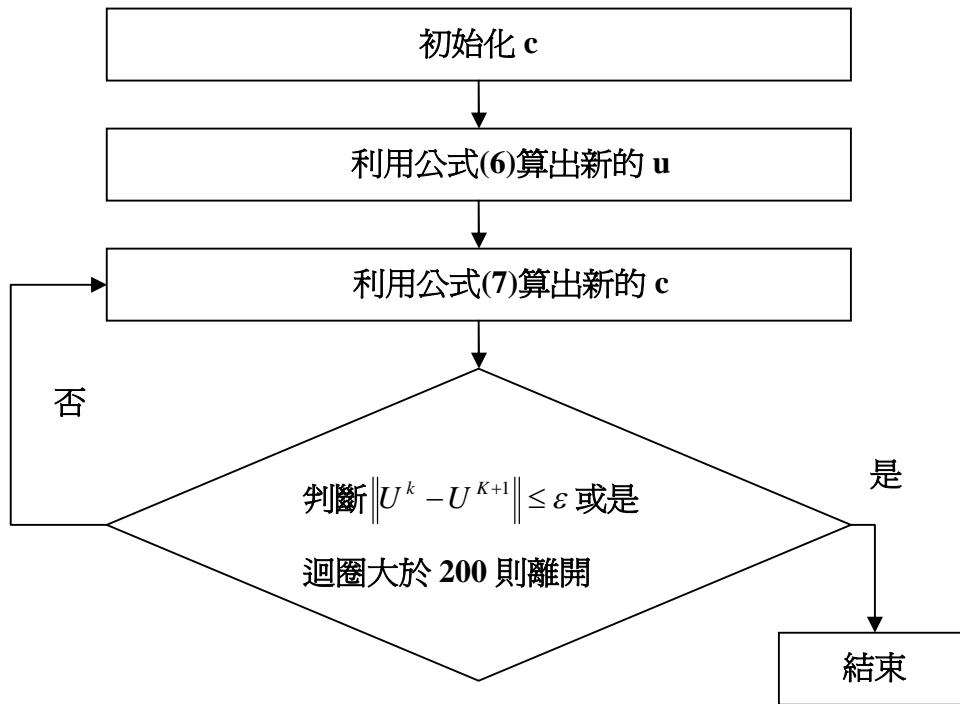 初始化 c
利用公式(6)算出新的 u
利用公式(7)算出新的 c
否
判斷‖U^k − U^{K+1}‖ ≤ ε 或是
迴圈大於 200 則離開
是
結束